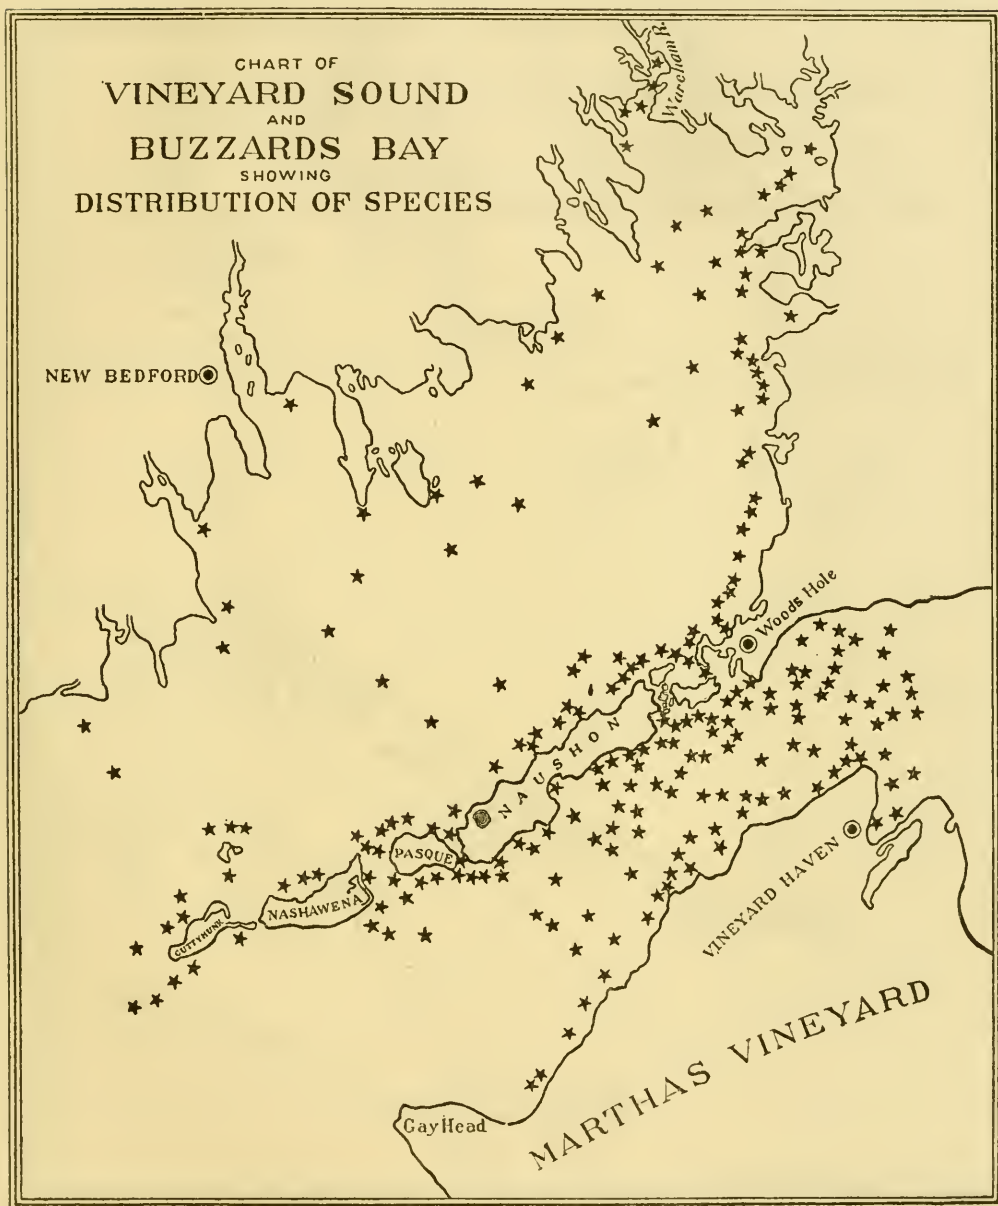 CHART OF
VINEYARD SOUND
AND
BUZZARDS BAY
SHOWING
DISTRIBUTION OF SPECIES
Wareham R.
NEW BEDFORD
Woods Hole
NAUSHON
PASQUE
NASHAWENA
CUTTYHUNK
VINEYARD HAVEN
MARTHAS VINEYARD
Gay Head